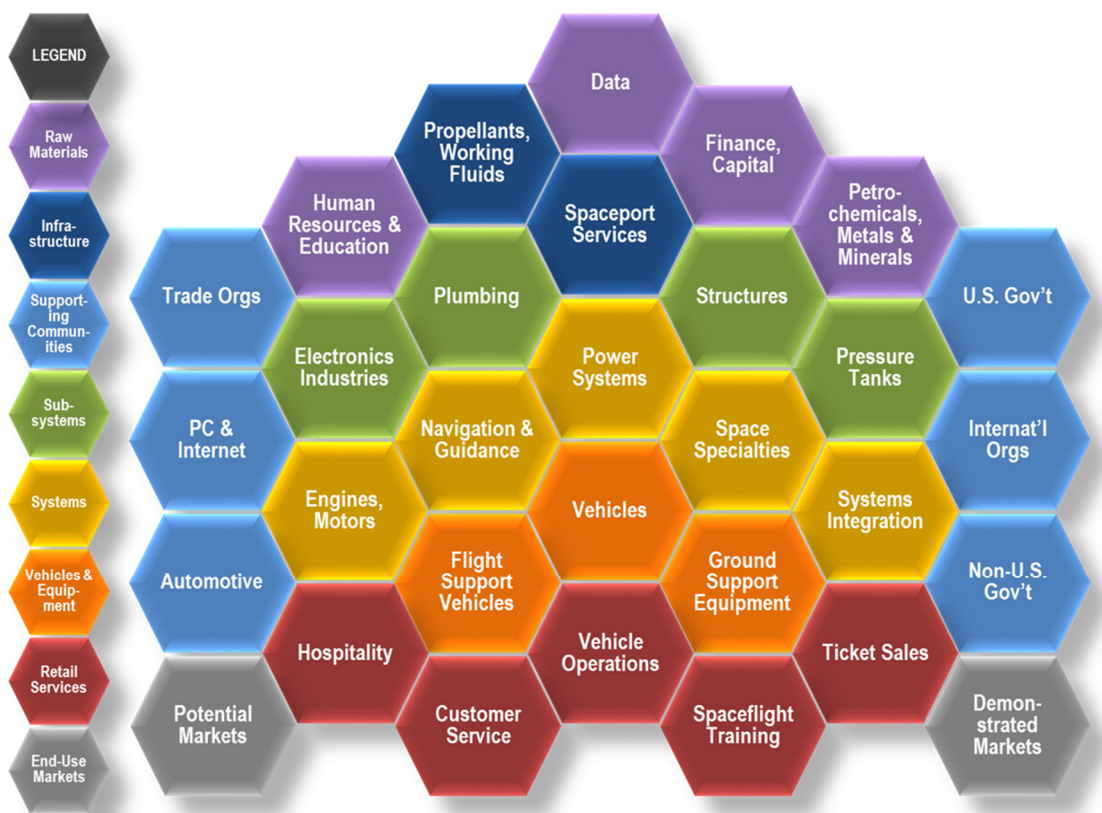 LEGEND
Raw
Materials
Infra-
structure
Support-
ing
Commun-
ities
Sub-
systems
Systems
Vehicles &
Equip-
ment
Retail
Services
End-Use
Markets
Data
Propellants,
Working
Fluids
Finance,
Capital
Human
Resources &
Education
Spaceport
Services
Petro-
chemicals,
Metals &
Minerals
Trade Orgs
Plumbing
Structures
U.S. Gov't
Electronics
Industries
Power
Systems
Pressure
Tanks
PC &
Internet
Navigation &
Guidance
Space
Specialties
Internat'l
Orgs
Engines,
Motors
Vehicles
Systems
Integration
Automotive
Flight
Support
Vehicles
Ground
Support
Equipment
Non-U.S.
Gov't
Hospitality
Vehicle
Operations
Ticket Sales
Potential
Markets
Customer
Service
Spaceflight
Training
Demon-
strated
Markets